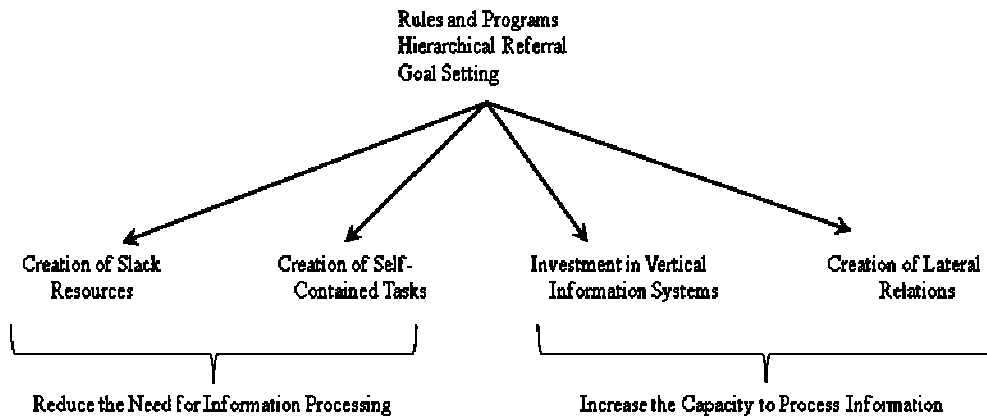 Rules and Programs
Hierarchical Referral
Goal Setting
Creation of Slack
Resources
Creation of Self-
Contained Tasks
Investment in Vertical
Information Systems
Creation of Lateral
Relations
Reduce the Need for Information Processing
Increase the Capacity to Process Information